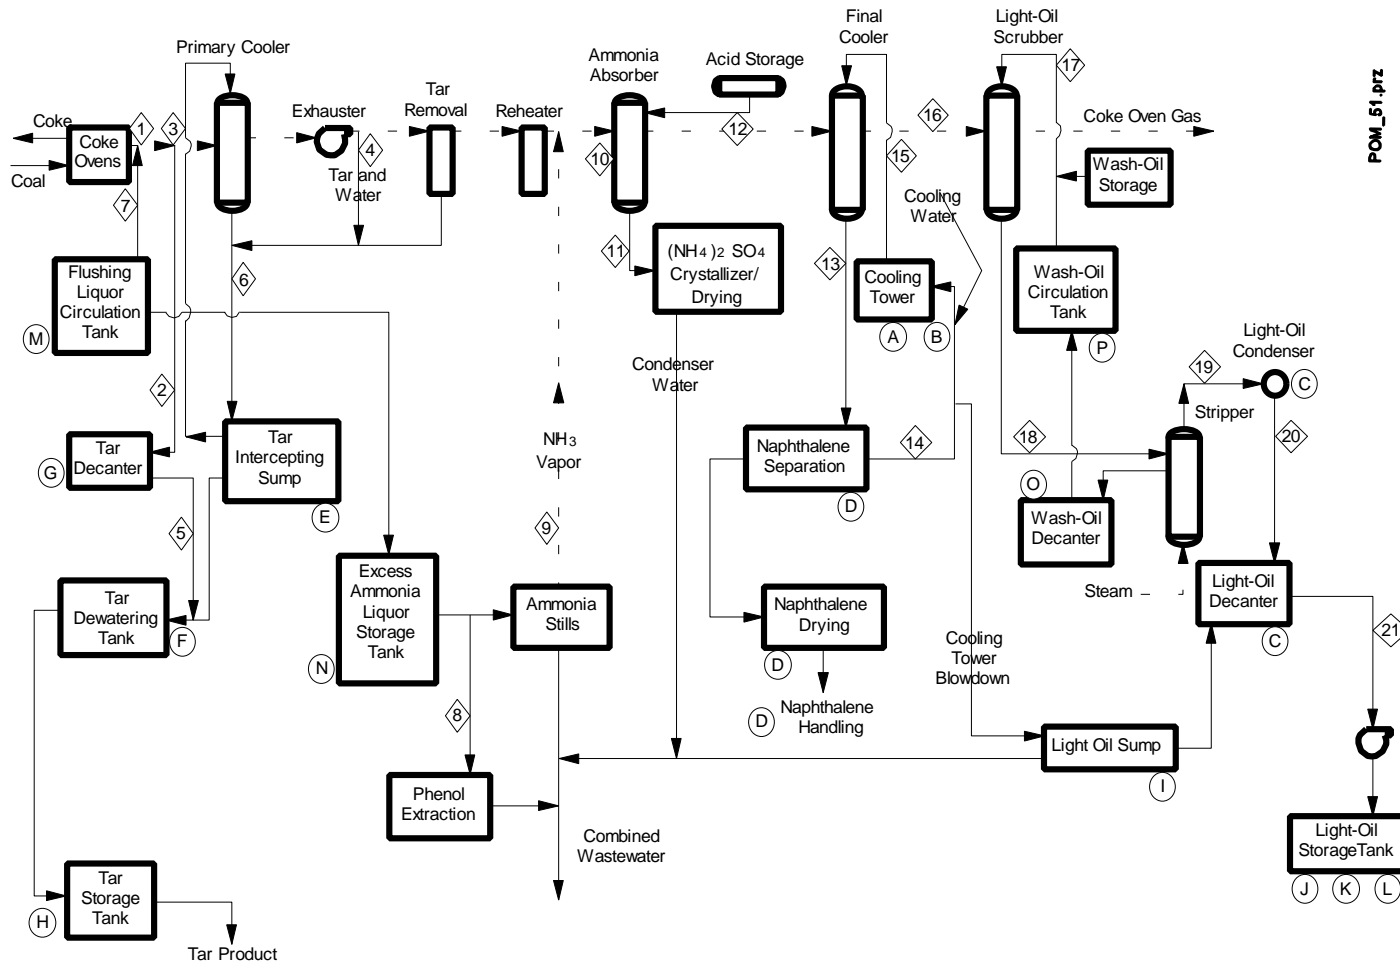 Primary Cooler
Final
Cooler
Light-Oil
Scrubber
Ammonia
Absorber
Acid Storage
Exhauster
Tar
Removal
Reheater
POM_51.prz
17
Coke
1
3
4
12
16
Coke Oven Gas
Coke
Ovens
Coal
Tar and
Water
10
15
Wash-Oil
Storage
7
Cooling
Water
11
(NH4)2 SO4
Crystallizer/
Drying
13
Cooling
Tower
A
B
Flushing
Liquor
Circulation
Tank
M
6
Wash-Oil
Circulation
Tank
P
Light-Oil
Condenser
C
Condenser
Water
2
19
Stripper
Tar
Decanter
G
Tar
Intercepting
Sump
E
NH3
Vapor
Naphthalene
Separation
D
14
18
20
O
Wash-Oil
Decanter
5
9
Excess
Ammonia
Liquor
Storage
Tank
N
Ammonia
Stills
Tar
Dewatering
Tank
F
Naphthalene
Drying
D
Steam
Light-Oil
Decanter
C
21
Cooling
Tower
Blowdown
8
D
Naphthalene
Handling
Light Oil Sump
I
Phenol
Extraction
Combined
Wastewater
Light-Oil
StorageTank
J
K
L
Tar
Storage
Tank
H
Tar Product